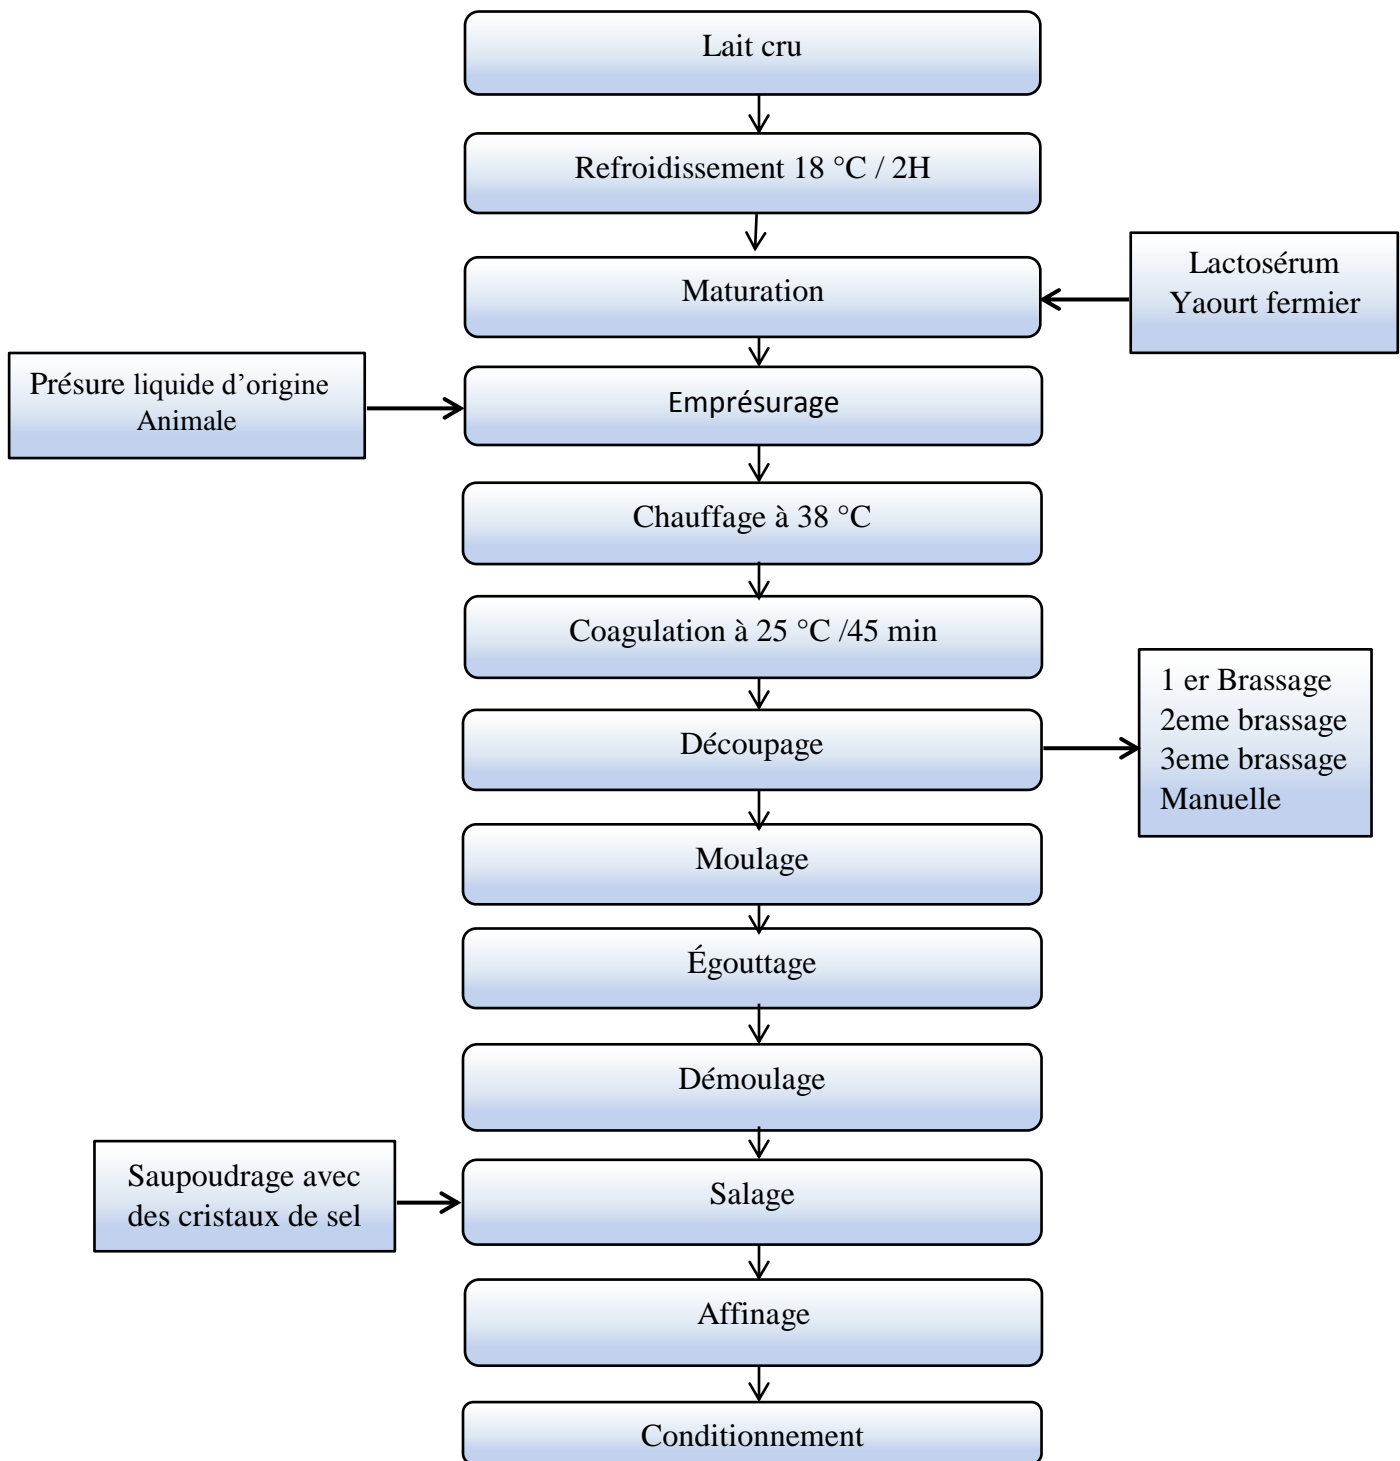 Lait cru
Refroidissement 18 °C / 2H
Maturation
Lactosérum
Yaourt fermier
Présure liquide d’origine
Animale
Emprésurage
Chauffage à 38 °C
Coagulation à 25 °C /45 min
Découpage
1 er Brassage
2eme brassage
3eme brassage
Manuelle
Moulage
Égouttage
Démoulage
Saupoudrage avec
des cristaux de sel
Salage
Affinage
Conditionnement